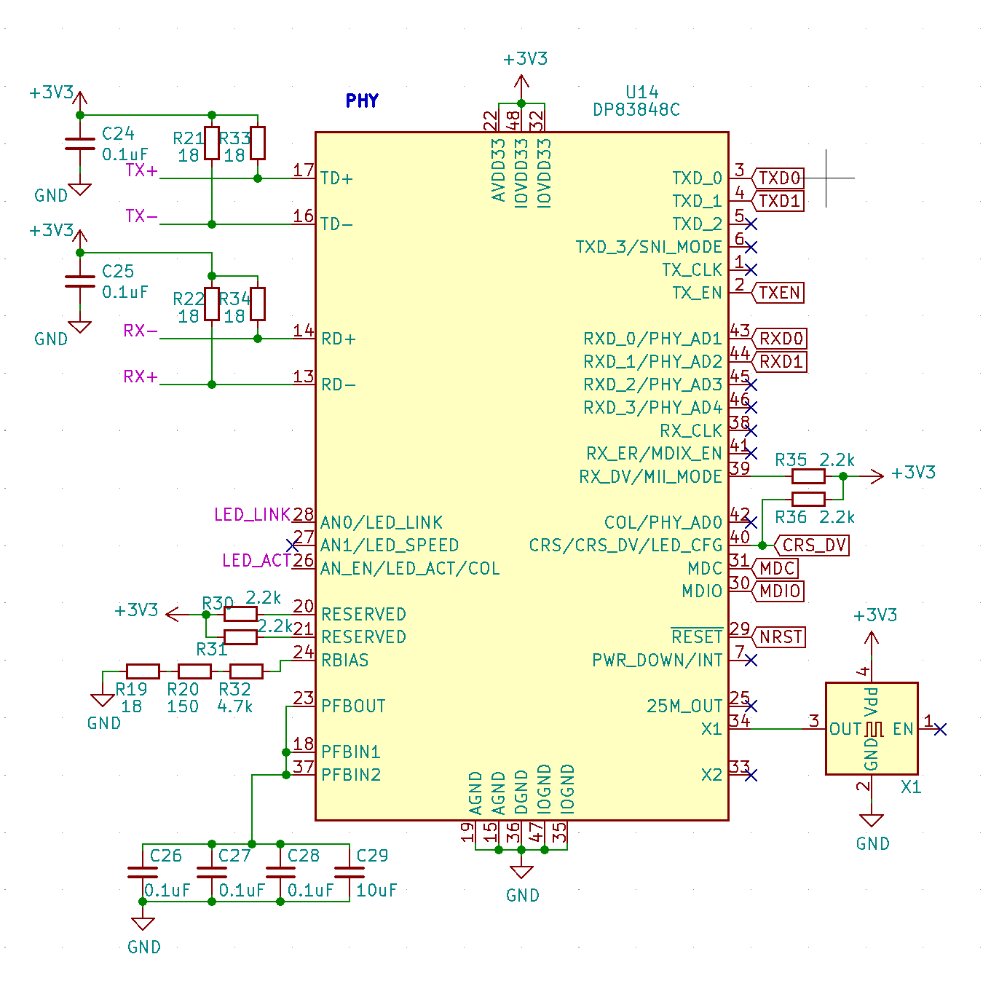 +3V3
PHY
U14
DP83848C
+3V3
C24
0.1uF
GND
R21
18
R33
18
TX+
TX-
+3V3
C25
0.1uF
GND
R22
18
R34
18
RX-
RX+
17 TD+
16 TD-
14 RD+
13 RD-
22 AVDD33
48 IOVDD33
32 IOVDD33
TXD_0 3 TXD0
TXD_1 4 TXD1
TXD_2 5
TXD_3/SNI_MODE 6
TX_CLK 1
TX_EN 2 TXEN
RXD_0/PHY_AD1 43 RXD0
RXD_1/PHY_AD2 44 RXD1
RXD_2/PHY_AD3 45
RXD_3/PHY_AD4 46
RX_CLK 38
RX_ER/MDIX_EN 41
RX_DV/MII_MODE 39
R35 2.2k
+3V3
R36 2.2k
COL/PHY_AD0 42
CRS/CRS_DV/LED_CFG 40 CRS_DV
MDC 31 MDC
MDIO 30 MDIO
RESET 29 NRST
PWR_DOWN/INT 7
25M_OUT 25
X1 34
X2 33
LED_LINK 28 AN0/LED_LINK
27 AN1/LED_SPEED
LED_ACT 26 AN_EN/LED_ACT/COL
+3V3
R30 2.2k
20 RESERVED
R31 2.2k
21 RESERVED
24 RBIAS
R19
18
R20
150
R32
4.7k
GND
23 PFBOUT
18 PFBIN1
37 PFBIN2
AGND 19
AGND 15
DGND 36
IOGND 47
IOGND 35
GND
C26
0.1uF
C27
0.1uF
C28
0.1uF
C29
10uF
GND
+3V3
4 Vdd
3 OUT
EN 1
GND 2
X1
GND